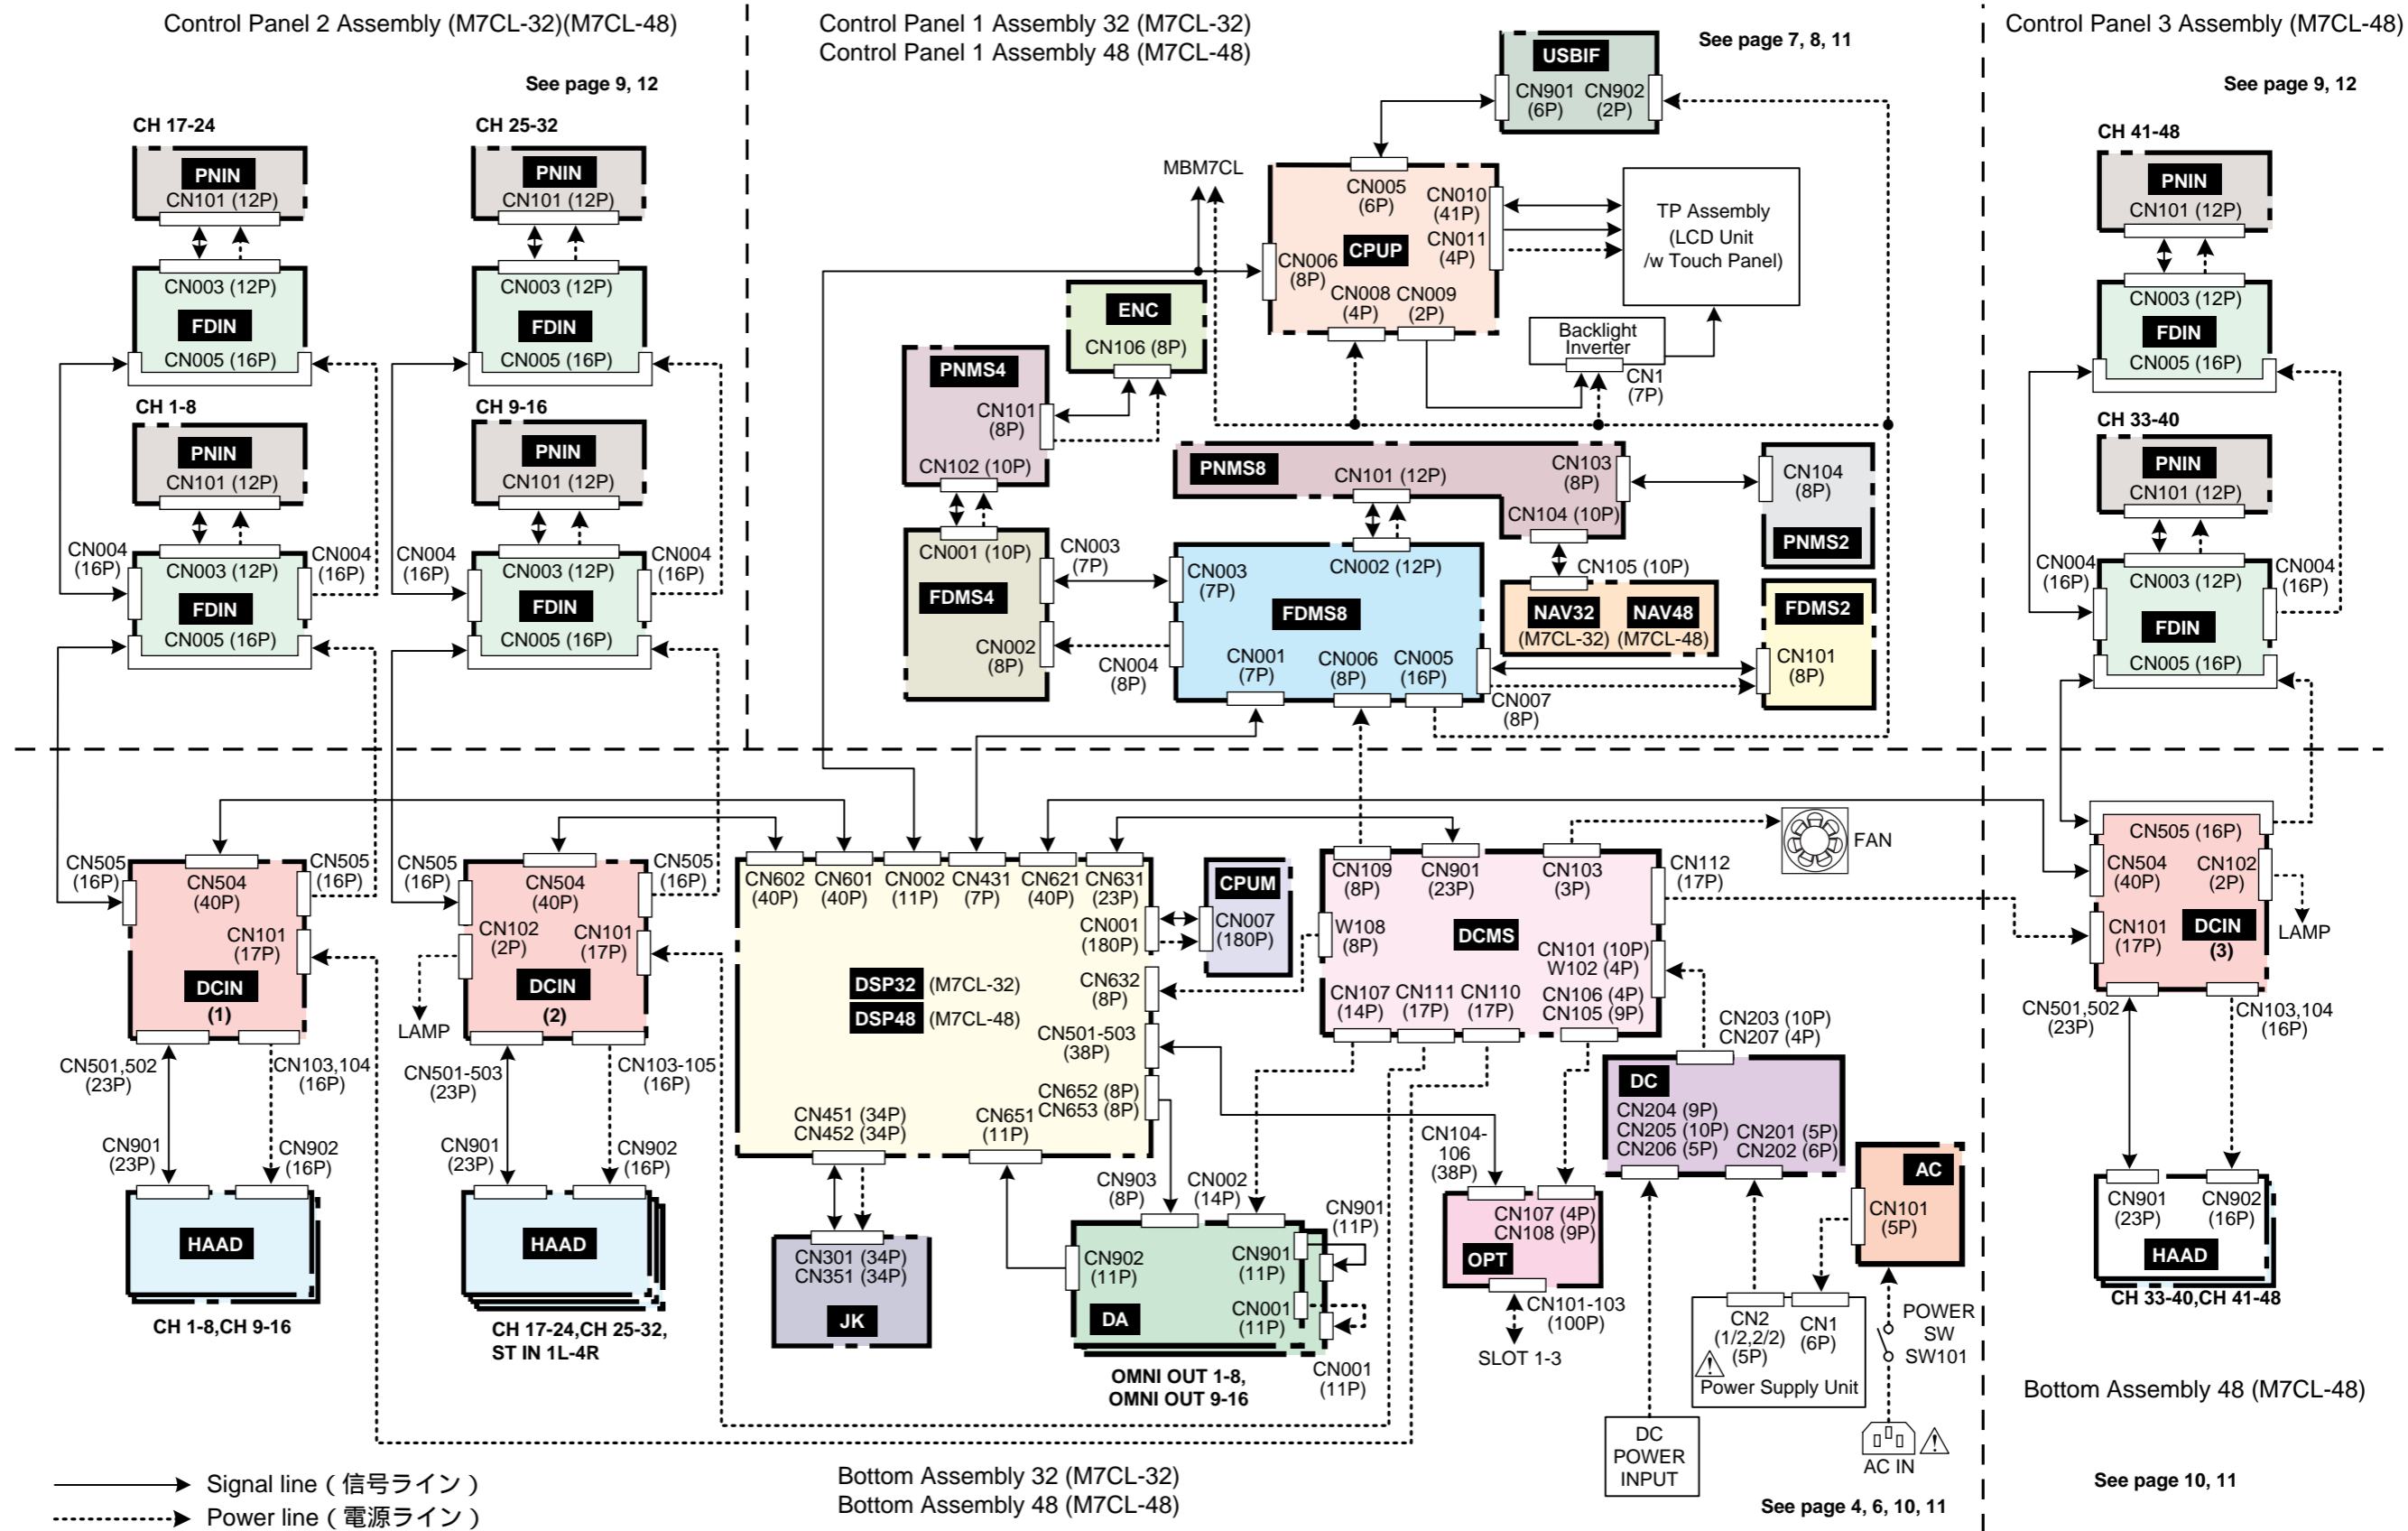 Control Panel 2 Assembly (M7CL-32)(M7CL-48)
See page 9, 12
CH 17-24
PNIN
CN101 (12P)
CN003 (12P)
FDIN
CN005 (16P)
CH 25-32
PNIN
CN101 (12P)
CN003 (12P)
FDIN
CN005 (16P)
CH 1-8
PNIN
CN101 (12P)
CN004
(16P)
CN003 (12P)
FDIN
CN005 (16P)
CN004
(16P)
CH 9-16
PNIN
CN101 (12P)
CN004
(16P)
CN003 (12P)
FDIN
CN005 (16P)
CN004
(16P)
Control Panel 1 Assembly 32 (M7CL-32)
Control Panel 1 Assembly 48 (M7CL-48)
See page 7, 8, 11
USBIF
CN901
(6P)
CN902
(2P)
MBM7CL
CN005
(6P)
CN010
(41P)
CN011
(4P)
CPUP
CN006
(8P)
CN008
(4P)
CN009
(2P)
TP Assembly
(LCD Unit
/w Touch Panel)
Backlight
Inverter
CN1
(7P)
ENC
CN106 (8P)
PNMS4
CN101
(8P)
CN102 (10P)
PNMS8
CN101 (12P)
CN103
(8P)
CN104 (10P)
CN104
(8P)
PNMS2
CN001 (10P)
CN003
(7P)
FDMS4
CN002
(8P)
CN004
(8P)
CN003
(7P)
CN002 (12P)
FDMS8
CN001
(7P)
CN006
(8P)
CN005
(16P)
CN007
(8P)
CN105 (10P)
NAV32
NAV48
(M7CL-32)
(M7CL-48)
FDMS2
CN101
(8P)
Control Panel 3 Assembly (M7CL-48)
See page 9, 12
CH 41-48
PNIN
CN101 (12P)
CN003 (12P)
FDIN
CN005 (16P)
CH 33-40
PNIN
CN101 (12P)
CN004
(16P)
CN003 (12P)
FDIN
CN005 (16P)
CN004
(16P)
CN505
(16P)
CN504
(40P)
CN505
(16P)
CN101
(17P)
DCIN
(1)
CN501,502
(23P)
CN103,104
(16P)
CN901
(23P)
CN902
(16P)
HAAD
CH 1-8,CH 9-16
CN505
(16P)
CN504
(40P)
CN505
(16P)
CN102
(2P)
CN101
(17P)
DCIN
(2)
LAMP
CN501-503
(23P)
CN103-105
(16P)
CN901
(23P)
CN902
(16P)
HAAD
CH 17-24,CH 25-32,
ST IN 1L-4R
CN602
(40P)
CN601
(40P)
CN002
(11P)
CN431
(7P)
CN621
(40P)
CN631
(23P)
CN001
(180P)
CPUM
CN007
(180P)
DSP32 (M7CL-32)
DSP48 (M7CL-48)
CN632
(8P)
CN501-503
(38P)
CN652 (8P)
CN653 (8P)
CN451 (34P)
CN452 (34P)
CN651
(11P)
CN301 (34P)
CN351 (34P)
JK
CN903
(8P)
CN002
(14P)
CN902
(11P)
CN901
(11P)
CN901
(11P)
CN001
(11P)
CN001
(11P)
DA
OMNI OUT 1-8,
OMNI OUT 9-16
CN109
(8P)
CN901
(23P)
CN103
(3P)
CN112
(17P)
FAN
W108
(8P)
DCMS
CN101 (10P)
W102 (4P)
CN107
(14P)
CN111
(17P)
CN110
(17P)
CN106 (4P)
CN105 (9P)
CN104-
106
(38P)
CN107 (4P)
CN108 (9P)
OPT
CN101-103
(100P)
SLOT 1-3
CN203 (10P)
CN207 (4P)
DC
CN204 (9P)
CN205 (10P)
CN206 (5P)
CN201 (5P)
CN202 (6P)
AC
CN101
(5P)
CN2
(1/2,2/2)
(5P)
CN1
(6P)
Power Supply Unit
POWER
SW
SW101
DC
POWER
INPUT
AC IN
See page 4, 6, 10, 11
CN505 (16P)
CN504
(40P)
CN102
(2P)
CN101
(17P)
DCIN
(3)
LAMP
CN501,502
(23P)
CN103,104
(16P)
CN901
(23P)
CN902
(16P)
HAAD
CH 33-40,CH 41-48
Bottom Assembly 48 (M7CL-48)
See page 10, 11
Signal line ( 信号ライン )
Power line ( 電源ライン )
Bottom Assembly 32 (M7CL-32)
Bottom Assembly 48 (M7CL-48)